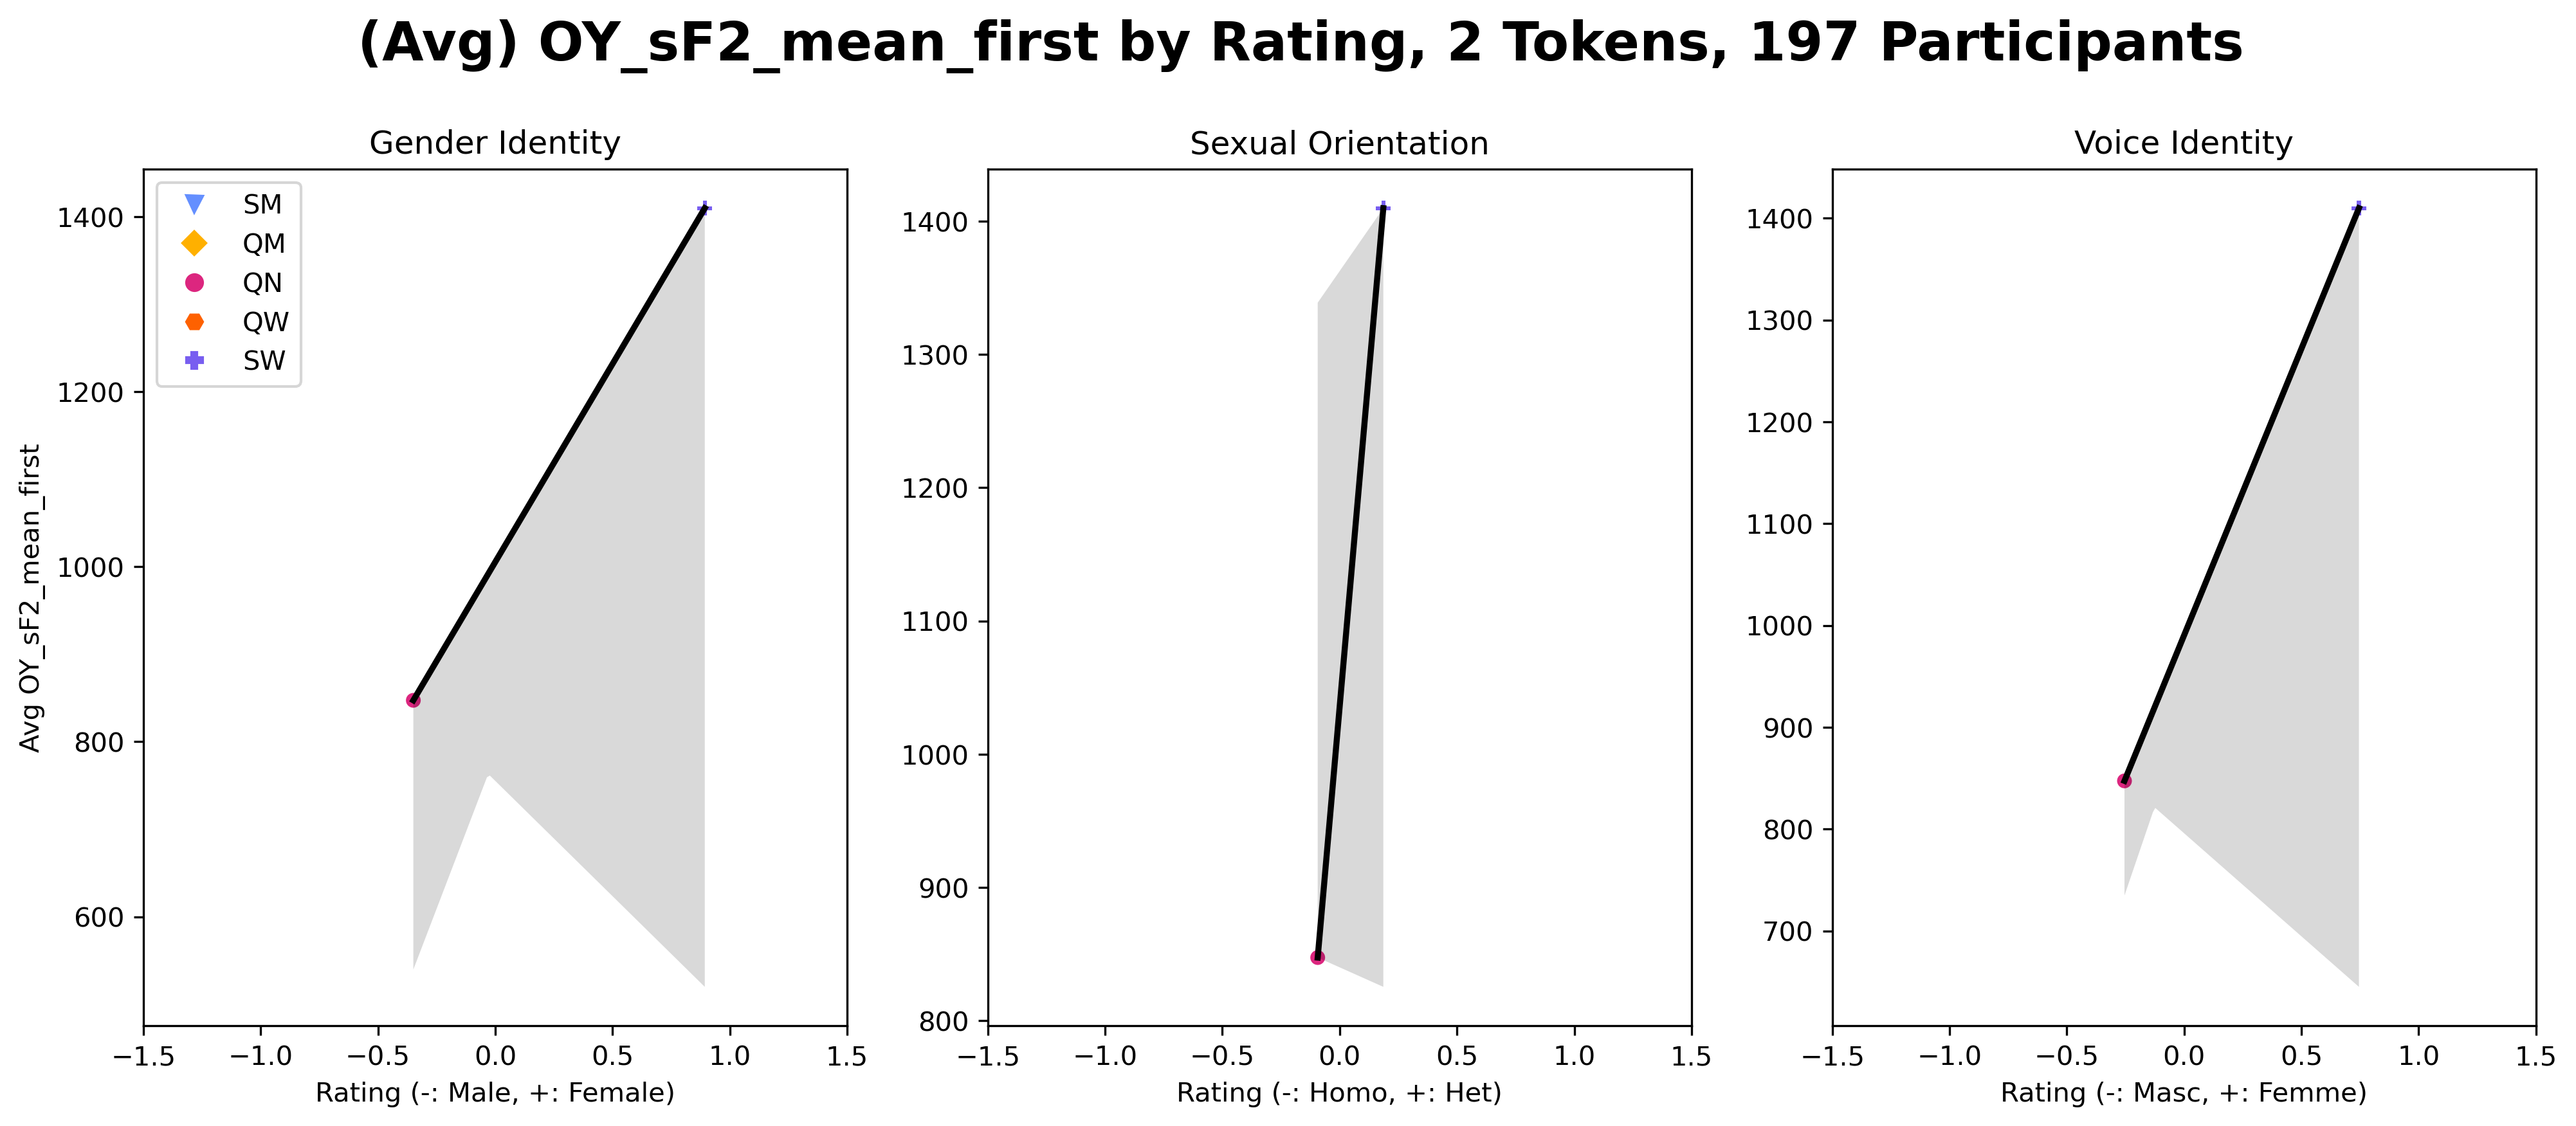 (Avg) OY_sF2_mean_first by Rating, 2 Tokens, 197 Participants
Gender Identity
SM
QM
QN
QW
SW
1400
1200
1000
800
600
Avg OY_sF2_mean_first
−1.5 −1.0 −0.5 0.0 0.5 1.0 1.5
Rating (-: Male, +: Female)
Sexual Orientation
1400
1300
1200
1100
1000
900
800
−1.5 −1.0 −0.5 0.0 0.5 1.0 1.5
Rating (-: Homo, +: Het)
Voice Identity
1400
1300
1200
1100
1000
900
800
700
−1.5 −1.0 −0.5 0.0 0.5 1.0 1.5
Rating (-: Masc, +: Femme)